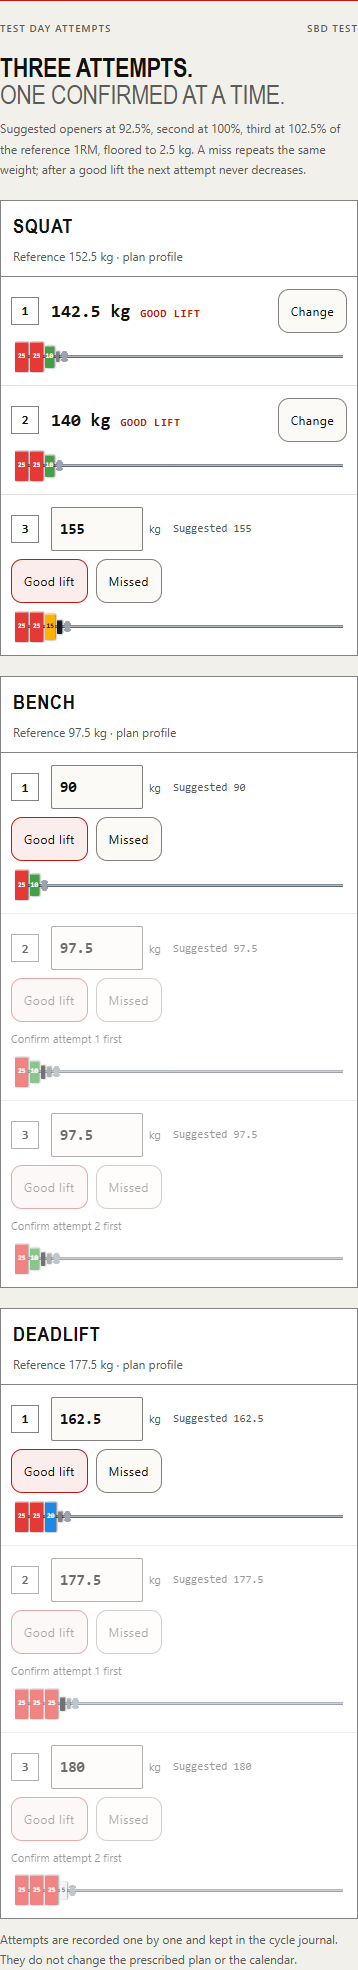 TEST DAY ATTEMPTS SBD TEST
THREE ATTEMPTS.
ONE CONFIRMED AT A TIME.
Suggested openers at 92.5%, second at 100%, third at 102.5% of
the reference 1RM, floored to 2.5 kg. A miss repeats the same
weight; after a good lift the next attempt never decreases.
SQUAT
Reference 152.5 kg · plan profile
1 142.5 kg GOOD LIFT Change
25 25 10
2 140 kg GOOD LIFT Change
25 25 10
3 155 kg Suggested 155
Good lift Missed
25 25 15
BENCH
Reference 97.5 kg · plan profile
1 90 kg Suggested 90
Good lift Missed
25 10
2 97.5 kg Suggested 97.5
Good lift Missed
Confirm attempt 1 first
25 10
3 97.5 kg Suggested 97.5
Good lift Missed
Confirm attempt 2 first
25 10
DEADLIFT
Reference 177.5 kg · plan profile
1 162.5 kg Suggested 162.5
Good lift Missed
25 25 20
2 177.5 kg Suggested 177.5
Good lift Missed
Confirm attempt 1 first
25 25 25
3 180 kg Suggested 180
Good lift Missed
Confirm attempt 2 first
25 25 25 5
Attempts are recorded one by one and kept in the cycle journal.
They do not change the prescribed plan or the calendar.